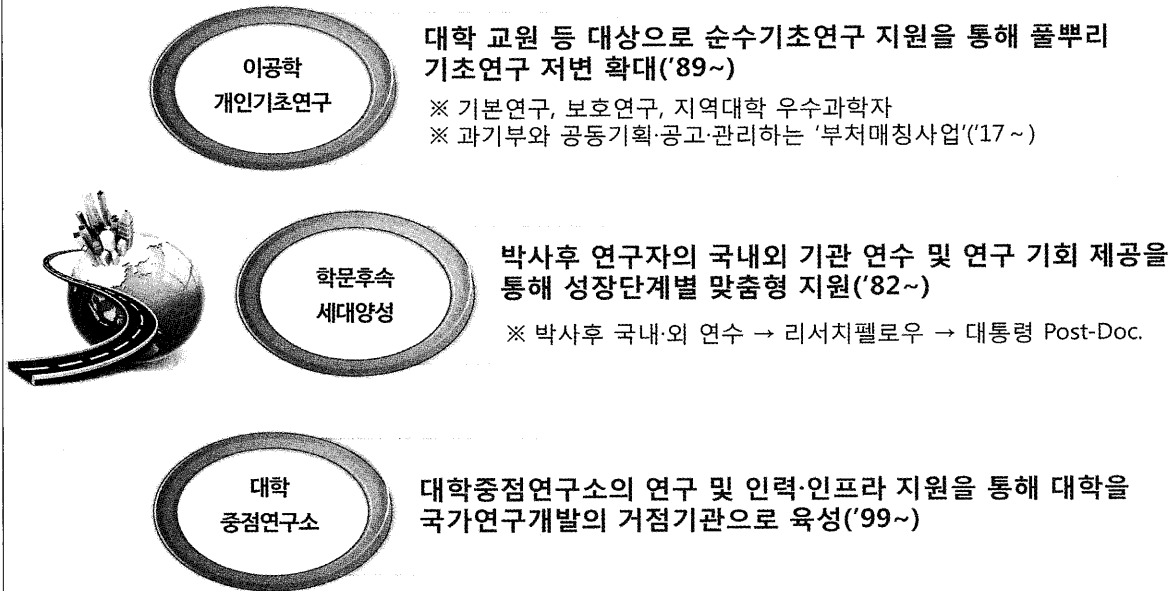 이공학
개인기초연구
대학 교원 등 대상으로 순수기초연구 지원을 통해 풀뿌리
기초연구 저변 확대('89~)
※ 기본연구, 보호연구, 지역대학 우수과학자
※ 과기부와 공동기획·공고·관리하는 '부처매칭사업'('17~)
학문후속
세대양성
박사후 연구자의 국내외 기관 연수 및 연구 기회 제공을
통해 성장단계별 맞춤형 지원('82~)
※ 박사후 국내·외 연수 → 리서치펠로우 → 대통령 Post-Doc.
대학
중점연구소
대학중점연구소의 연구 및 인력·인프라 지원을 통해 대학을
국가연구개발의 거점기관으로 육성('99~)